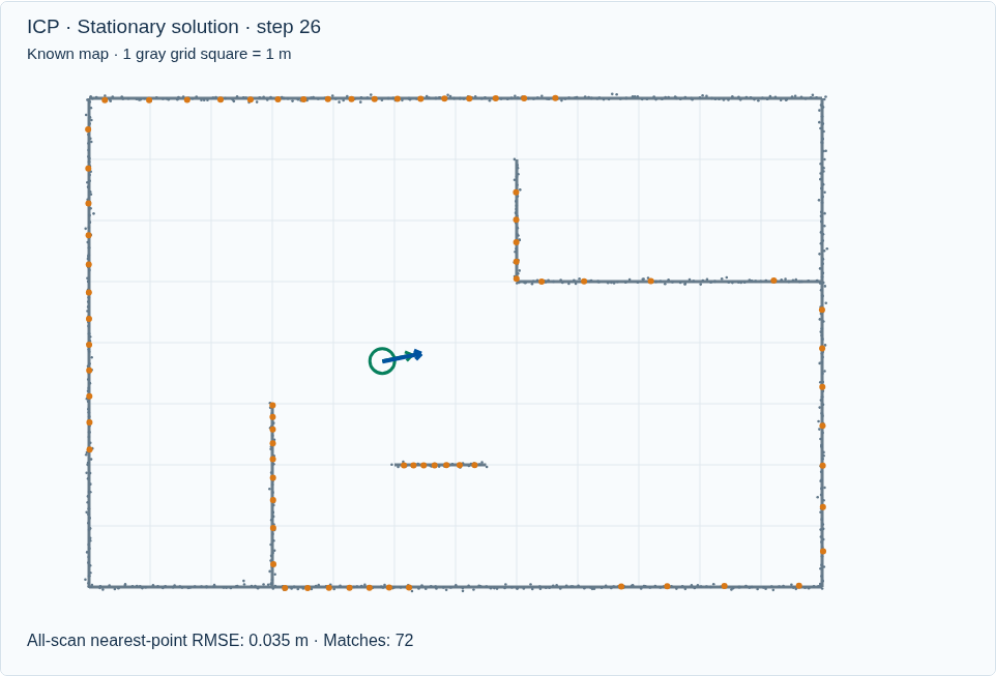 ICP · Stationary solution · step 26
Known map · 1 gray grid square = 1 m
All-scan nearest-point RMSE: 0.035 m · Matches: 72